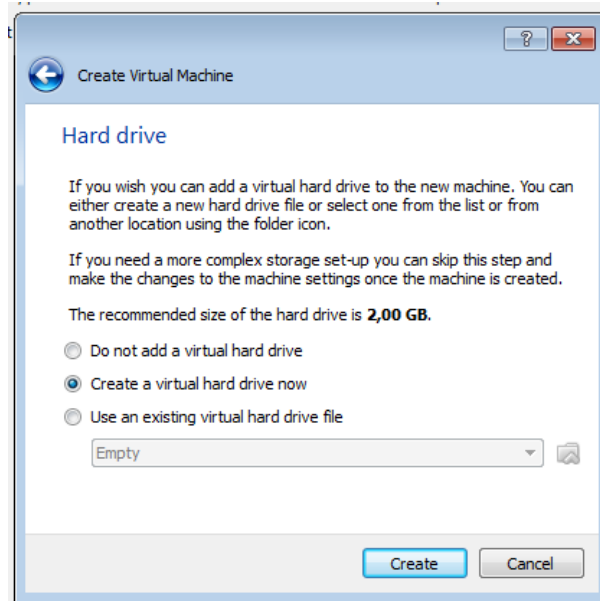 Create Virtual Machine
Hard drive
If you wish you can add a virtual hard drive to the new machine. You can
either create a new hard drive file or select one from the list or from
another location using the folder icon.
If you need a more complex storage set-up you can skip this step and
make the changes to the machine settings once the machine is created.
The recommended size of the hard drive is 2,00 GB.
Do not add a virtual hard drive
Create a virtual hard drive now
Use an existing virtual hard drive file
Empty
Create Cancel